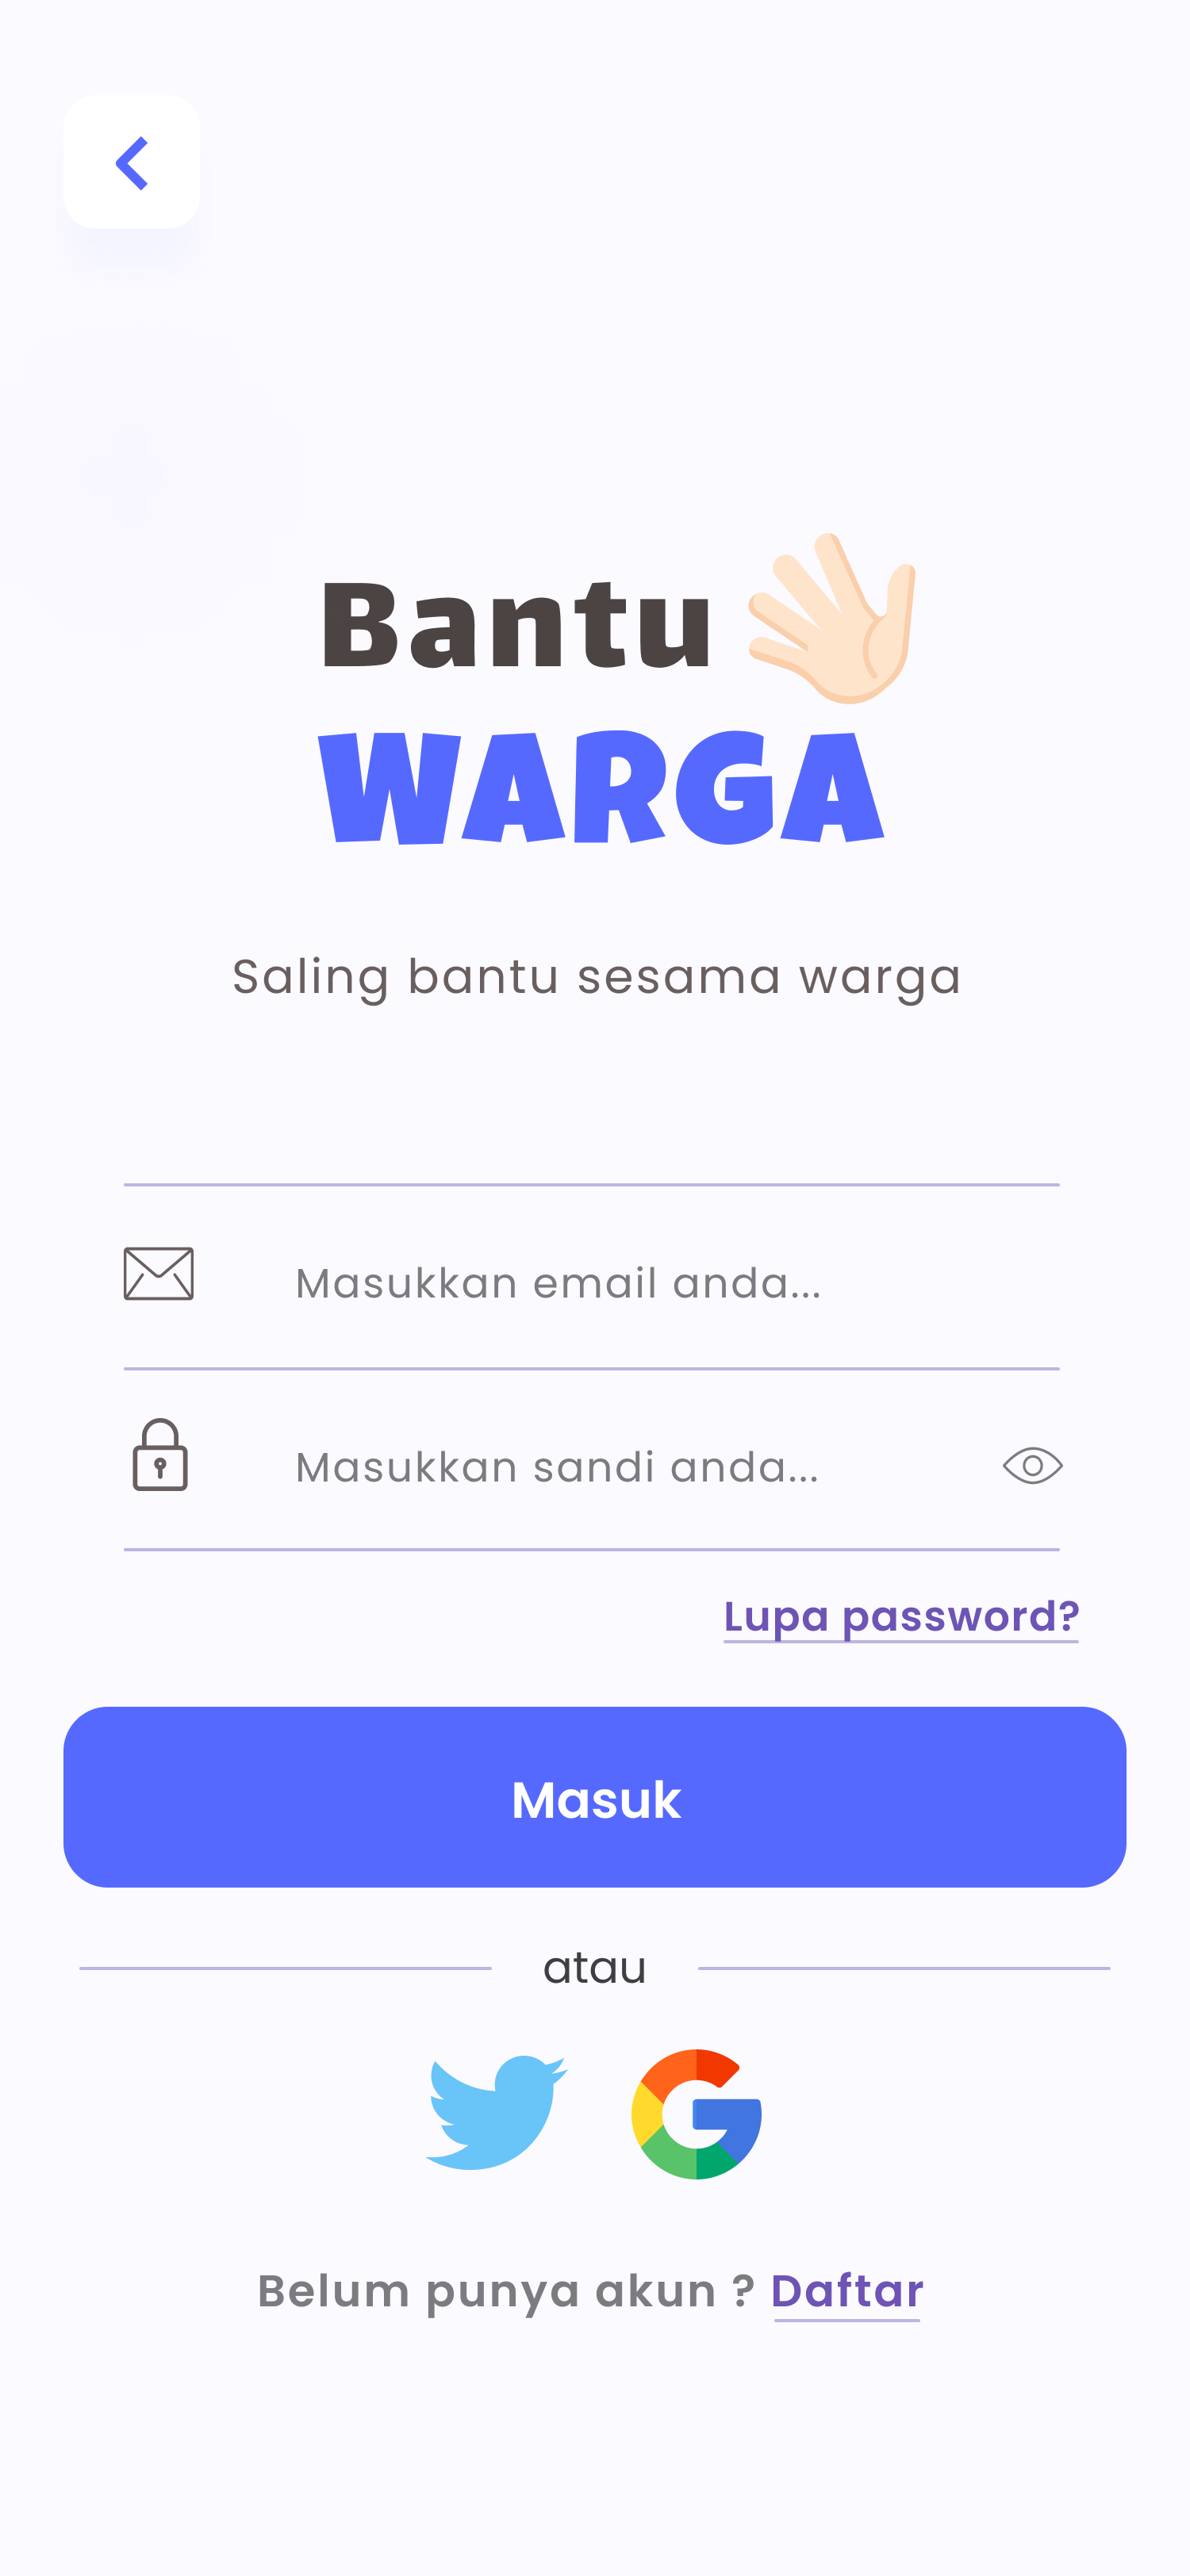 Bantu
WARGA
Saling bantu sesama warga
Masukkan email anda...
Masukkan sandi anda...
Lupa password?
Masuk
atau
Belum punya akun ? Daftar